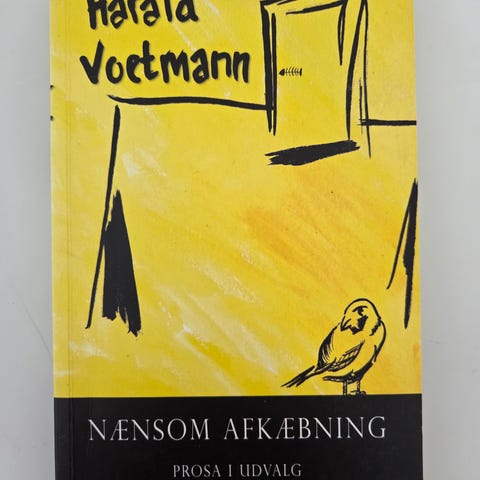 Harald
Voetmann
NÆNSOM AFKÆBNING
PROSA I UDVALG